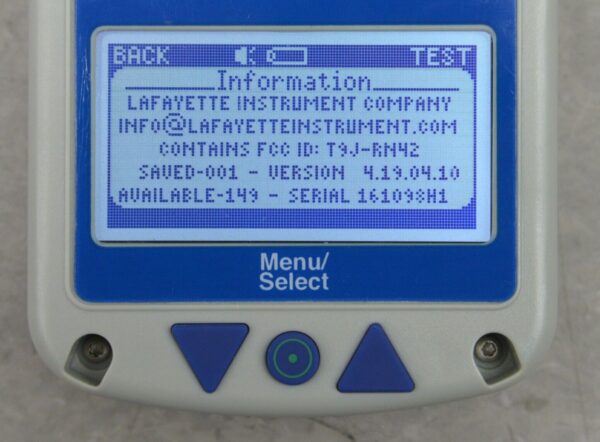 BACK TEST
Information
LAFAYETTE INSTRUMENT COMPANY
INFO@LAFAYETTEINSTRUMENT.COM
CONTAINS FCC ID: T9J-RN42
SAVED-001 - VERSION 4.19.04.10
AVAILABLE-149 - SERIAL 161098H1
Menu/
Select